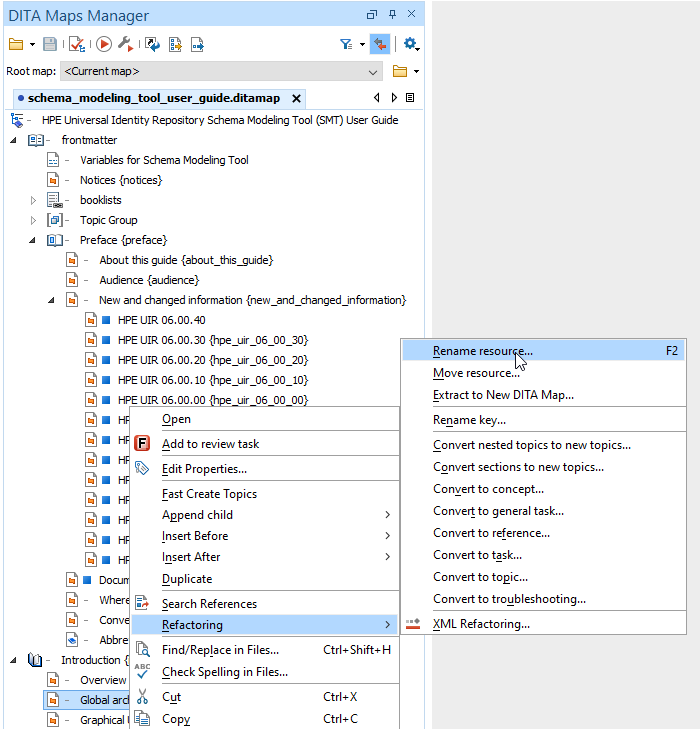 DITA Maps Manager
Root map: <Current map>
schema_modeling_tool_user_guide.ditamap
HPE Universal Identity Repository Schema Modeling Tool (SMT) User Guide
frontmatter
Variables for Schema Modeling Tool
Notices {notices}
booklists
Topic Group
Preface {preface}
About this guide {about_this_guide}
Audience {audience}
New and changed information {new_and_changed_information}
HPE UIR 06.00.40
HPE UIR 06.00.30 {hpe_uir_06_00_30}
HPE UIR 06.00.20 {hpe_uir_06_00_20}
HPE UIR 06.00.10 {hpe_uir_06_00_10}
HPE UIR 06.00.00 {hpe_uir_06_00_00}
HP
HP
HP
HP
HP
HP
HP
HP
Docum
Where
Conve
Abbre
Introduction {
Overview
Global arc
Graphical
Open
Add to review task
Edit Properties...
Fast Create Topics
Append child
Insert Before
Insert After
Duplicate
Search References
Refactoring
Find/Replace in Files... Ctrl+Shift+H
ABC Check Spelling in Files...
Cut Ctrl+X
Copy Ctrl+C
Rename resource... F2
Move resource...
Extract to New DITA Map...
Rename key...
Convert nested topics to new topics...
Convert sections to new topics...
Convert to concept...
Convert to general task...
Convert to reference...
Convert to task...
Convert to topic...
Convert to troubleshooting...
XML Refactoring...